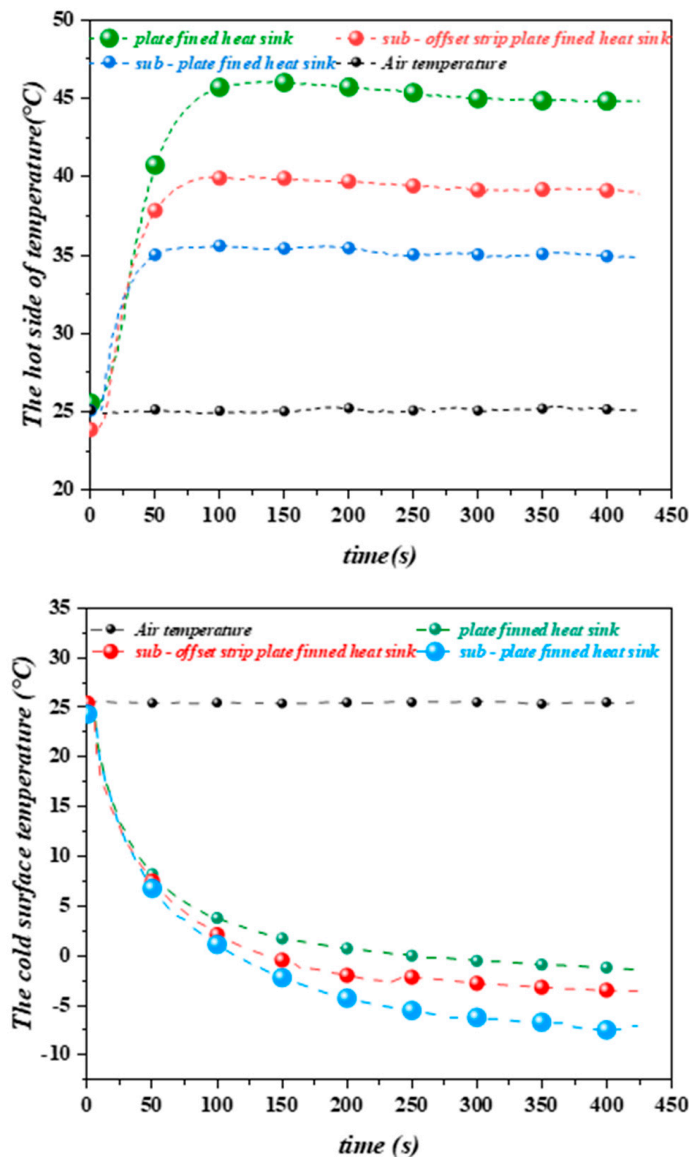 50
plate fined heat sink
sub - offset strip plate fined heat sink
sub - plate fined heat sink
Air temperature
45
40
35
30
25
20
The hot side of temperature(°C)
0 50 100 150 200 250 300 350 400 450
time(s)
35
Air temperature
plate finned heat sink
sub - offset strip plate finned heat sink
sub - plate finned heat sink
30
25
20
15
10
5
0
-5
-10
The cold surface temperature (°C)
0 50 100 150 200 250 300 350 400 450
time (s)